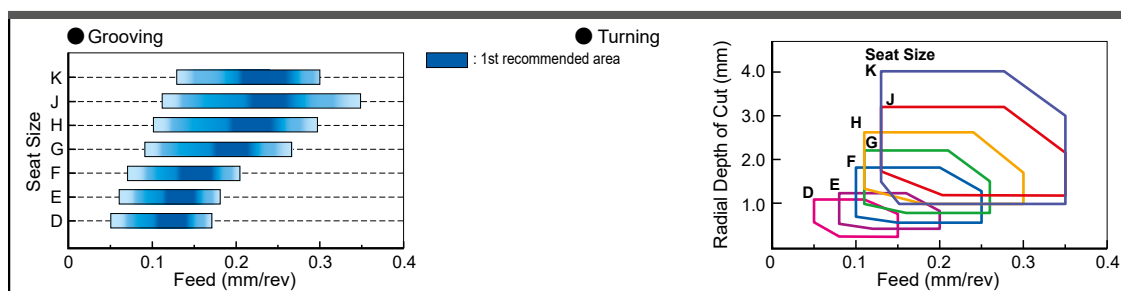 ● Grooving
: 1st recommended area
Seat Size
K
J
H
G
F
E
D
0
0.1
0.2
0.3
0.4
Feed (mm/rev)
● Turning
Radial Depth of Cut (mm)
4.0
3.0
2.0
1.0
Seat Size
K
J
H
G
F
E
D
0
0.1
0.2
0.3
0.4
Feed (mm/rev)